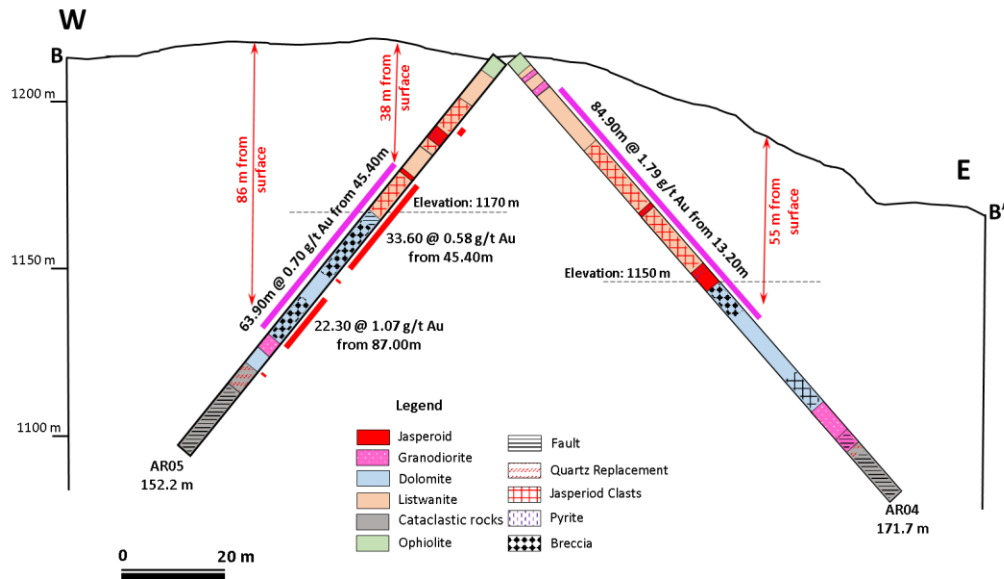 W
B
1200 m
1150 m
1100 m
86 m from
surface
38 m from
surface
63.90m @ 0.70 g/t Au from 45.40m
Elevation: 1170 m
33.60 @ 0.58 g/t Au
from 45.40m
22.30 @ 1.07 g/t Au
from 87.00m
AR05
152.2 m
84.90m @ 1.79 g/t Au from 13.20m
Elevation: 1150 m
55 m from
surface
E
B'
AR04
171.7 m
Legend
Jasperoid
Granodiorite
Dolomite
Listwanite
Cataclastic rocks
Ophiolite
Fault
Quartz Replacement
Jasperiod Clasts
Pyrite
Breccia
0 20 m